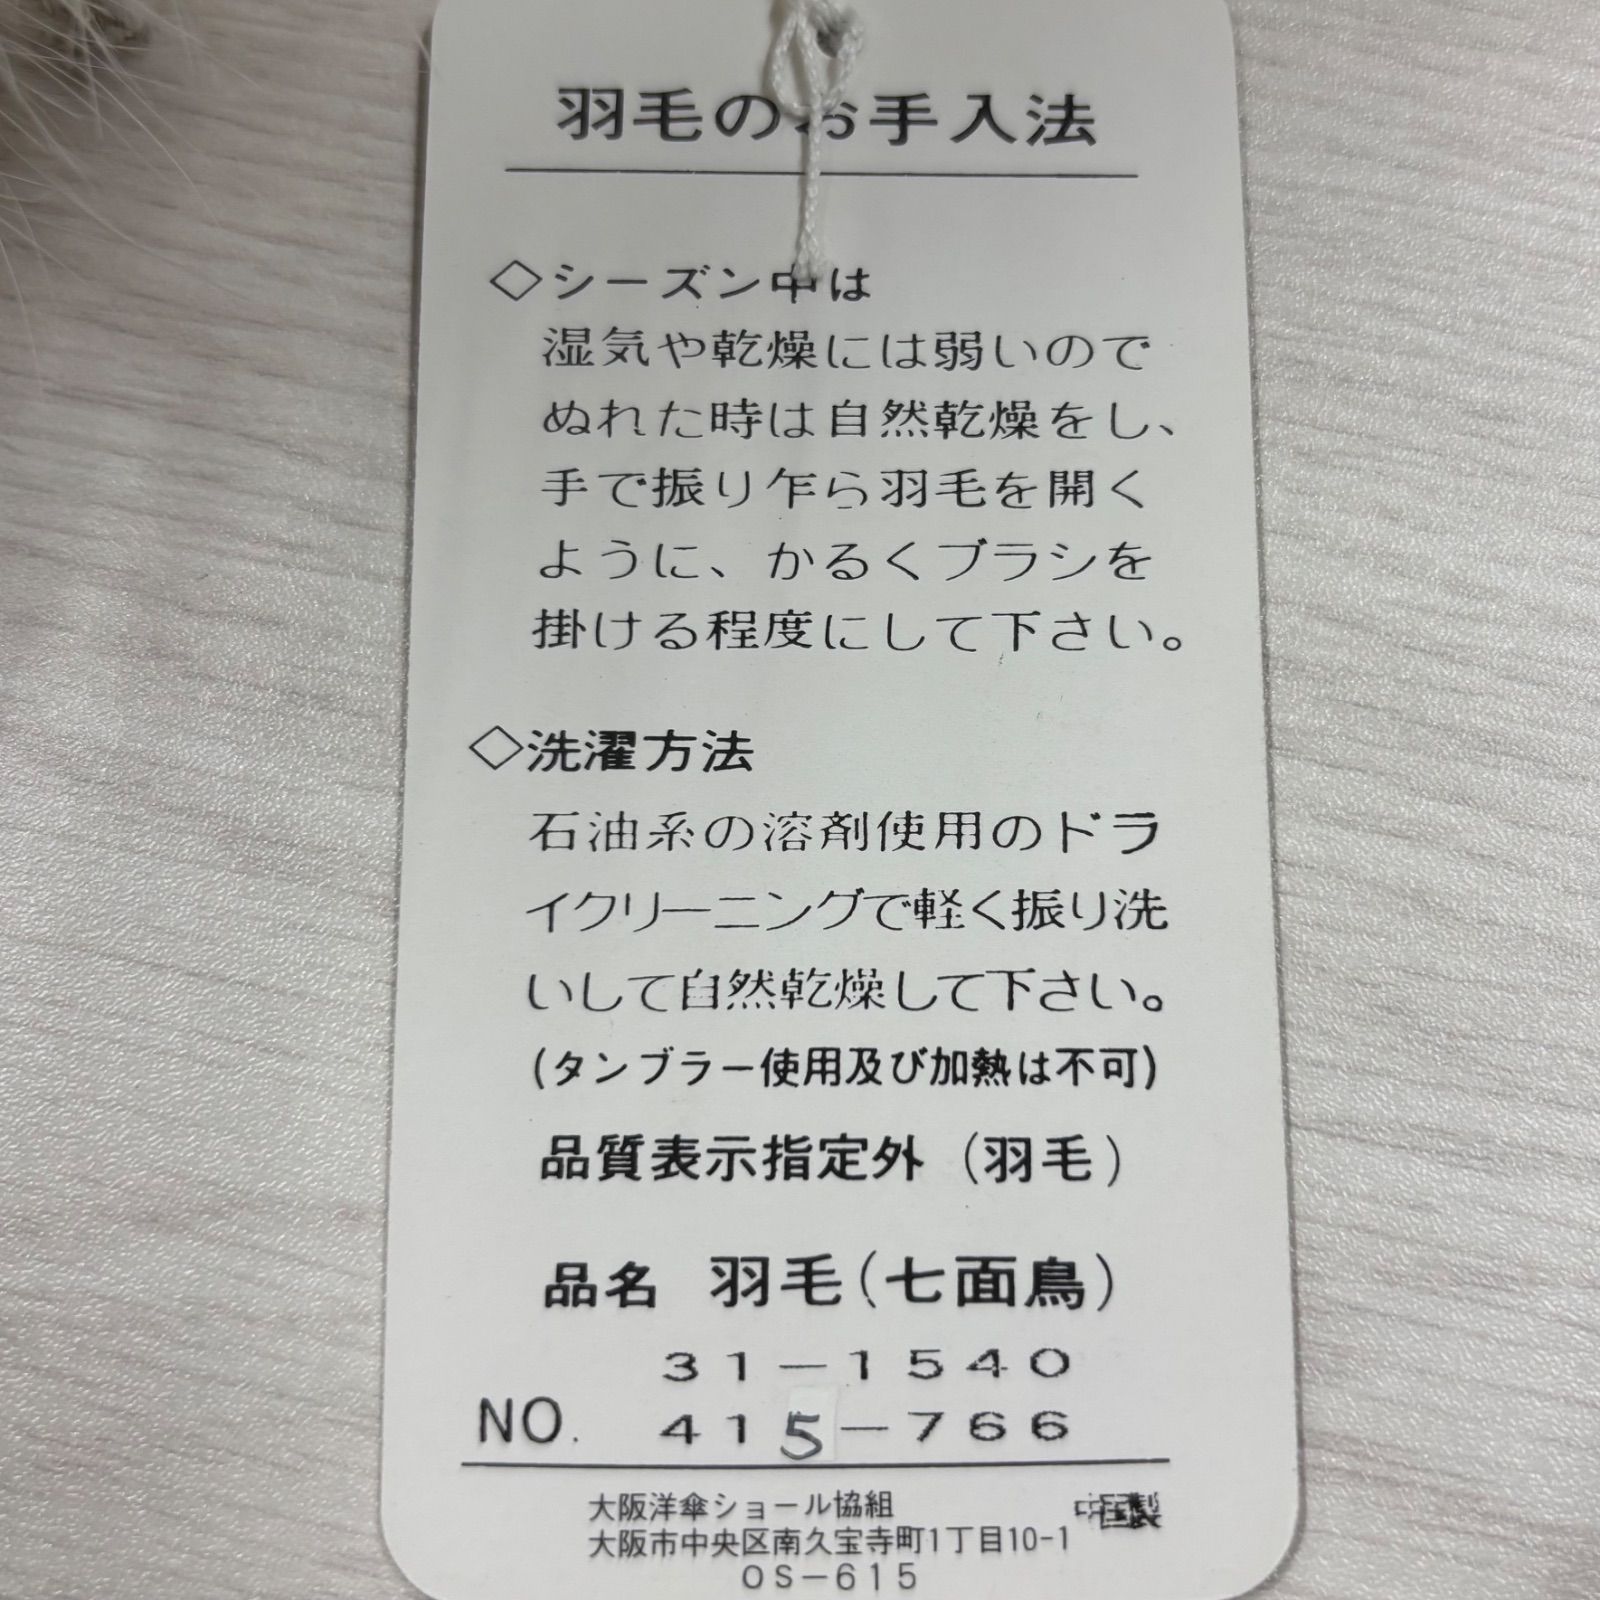 羽毛のお手入法
◇シーズン中は
湿気や乾燥には弱いので
ぬれた時は自然乾燥をし、
手で振り乍ら羽毛を開く
ように、かるくブラシを
掛ける程度にして下さい。
◇洗濯方法
石油系の溶剤使用のドラ
イクリーニングで軽く振り洗
いして自然乾燥して下さい。
(タンブラー使用及び加熱は不可)
品質表示指定外(羽毛)
品名 羽毛(七面鳥)
31-1540
NO. 415-766
大阪洋傘ショール協組 中国製
大阪市中央区南久宝寺町1丁目10-1
OS-615